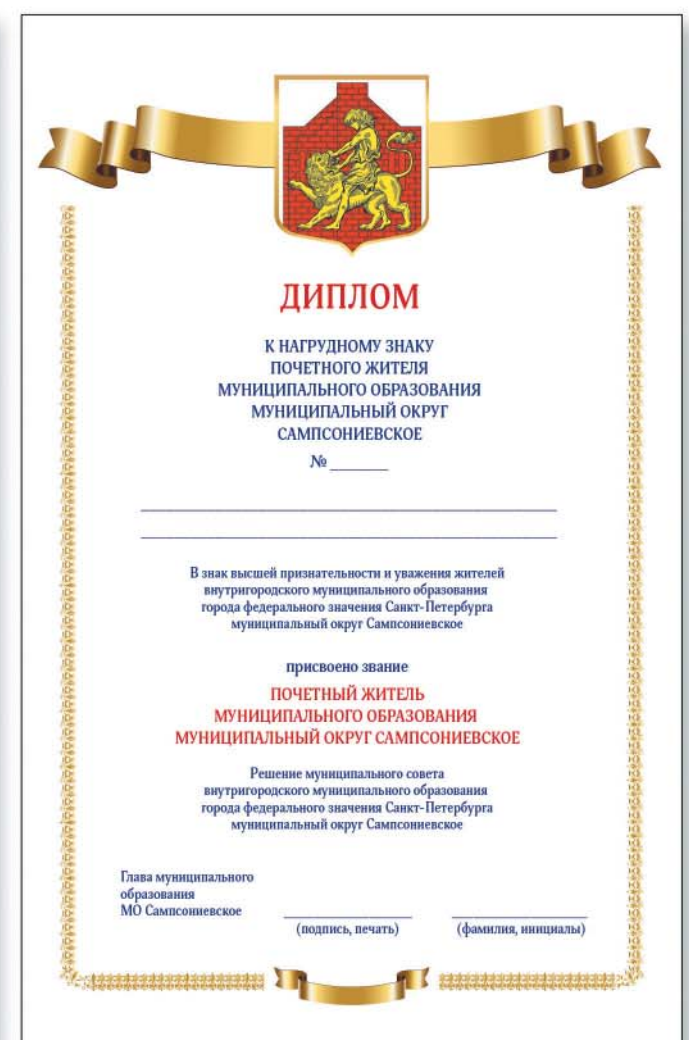 ДИПЛОМ
К НАГРУДНОМУ ЗНАКУ
ПОЧЕТНОГО ЖИТЕЛЯ
МУНИЦИПАЛЬНОГО ОБРАЗОВАНИЯ
МУНИЦИПАЛЬНЫЙ ОКРУГ
САМПСОНИЕВСКОЕ
№ _______
В знак высшей признательности и уважения жителей
внутригородского муниципального образования
города федерального значения Санкт-Петербурга
муниципальный округ Сампсониевское
присвоено звание
ПОЧЕТНЫЙ ЖИТЕЛЬ
МУНИЦИПАЛЬНОГО ОБРАЗОВАНИЯ
МУНИЦИПАЛЬНЫЙ ОКРУГ САМПСОНИЕВСКОЕ
Решение муниципального совета
внутригородского муниципального образования
города федерального значения Санкт-Петербурга
муниципальный округ Сампсониевское
Глава муниципального
образования
МО Сампсониевское
(подпись, печать) (фамилия, инициалы)